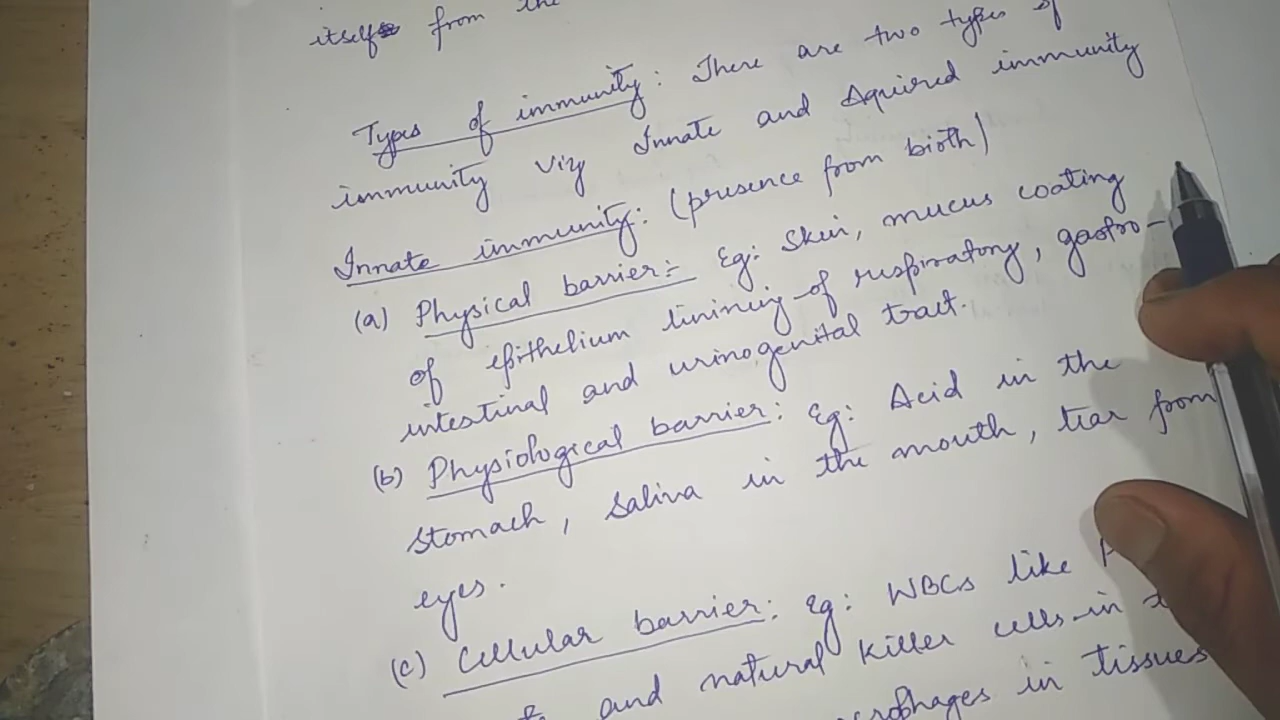 itself from the
Types of immunity: There are two types of
immunity Viz Innate and Aquired immunity
Innate immunity: (presence from birth)
(a) Physical barrier:- Eg: Skin, mucus coating
of epithelium linining of respiratory, gastro-
intestinal and urinogenital tract.
(b) Physiological barrier: Eg: Acid in the
stomach, saliva in the mouth, tear from
eyes.
(c) Cellular barrier: Eg: WBCs like
and natural killer cells in
in tissues